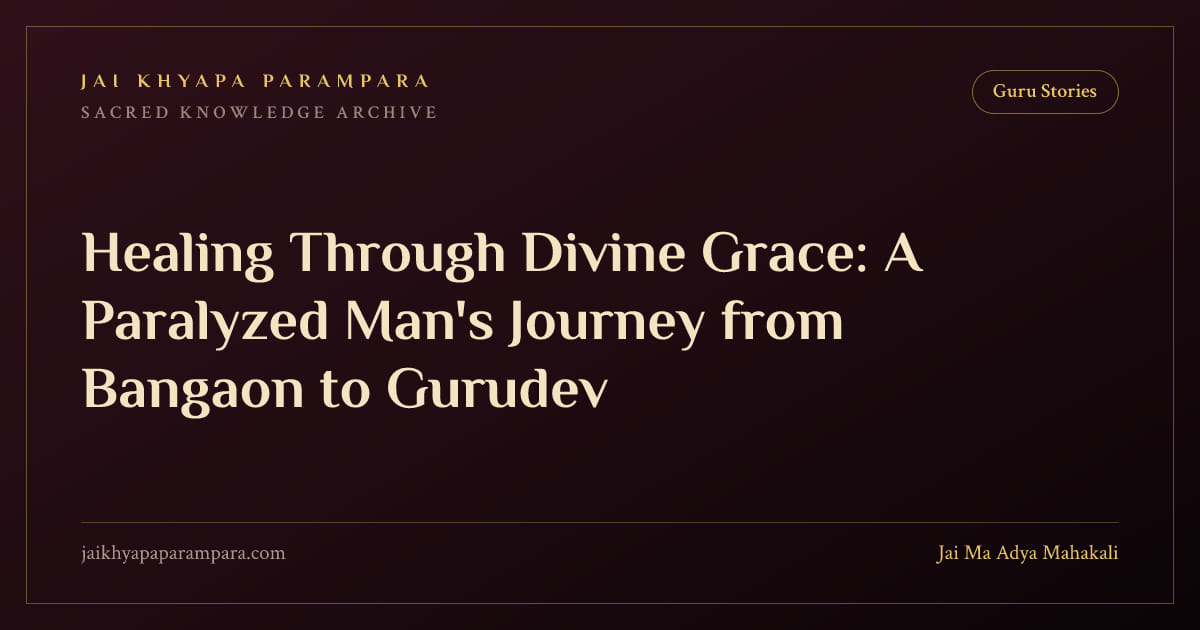 JAI KHYAPA PARAMPARA
SACRED KNOWLEDGE ARCHIVE
Guru Stories
Healing Through Divine Grace: A
Paralyzed Man's Journey from
Bangaon to Gurudev
jaikhyapaparampara.com
Jai Ma Adya Mahakali